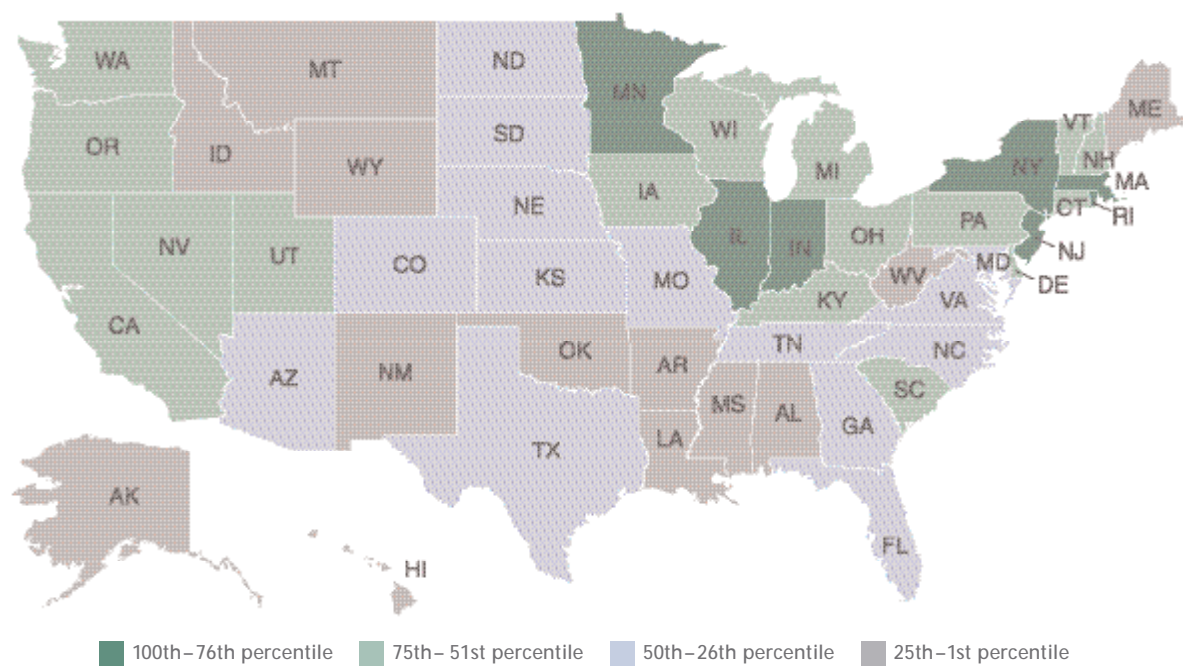 WA
MT
ND
MN
ME
VT
OR
ID
SD
WI
NH
NY
WY
MI
MA
IA
NE
CT
RI
PA
NV
UT
IL
IN
OH
NJ
CO
KS
MO
MD
WV
DE
KY
VA
CA
TN
NC
AZ
NM
OK
AR
SC
MS
AL
GA
LA
TX
AK
FL
HI
100th–76th percentile
75th–51st percentile
50th–26th percentile
25th–1st percentile